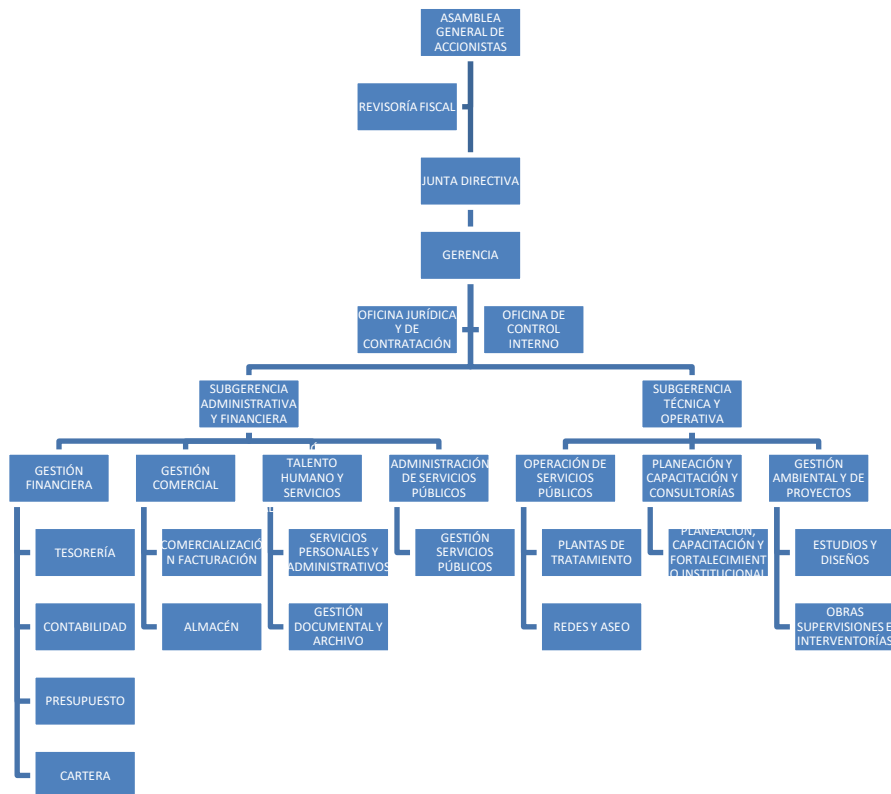 ASAMBLEA
GENERAL DE
ACCIONISTAS
REVISORÍA FISCAL
JUNTA DIRECTIVA
GERENCIA
OFICINA JURÍDICA
Y DE
CONTRATACIÓN
OFICINA DE
CONTROL
INTERNO
SUBGERENCIA
ADMINISTRATIVA
Y FINANCIERA
SUBGERENCIA
TÉCNICA Y
OPERATIVA
GESTIÓN
FINANCIERA
GESTIÓN
COMERCIAL
TALENTO
HUMANO Y
SERVICIOS
ADMINISTRACIÓN
DE SERVICIOS
PÚBLICOS
OPERACIÓN DE
SERVICIOS
PÚBLICOS
PLANEACIÓN Y
CAPACITACIÓN Y
CONSULTORÍAS
GESTIÓN
AMBIENTAL Y DE
PROYECTOS
TESORERÍA
COMERCIALIZACIÓ
N FACTURACIÓN
SERVICIOS
PERSONALES Y
ADMINISTRATIVOS
GESTIÓN
SERVICIOS
PÚBLICOS
PLANTAS DE
TRATAMIENTO
PLANEACIÓN,
CAPACITACIÓN Y
FORTALECIMIENT
O INSTITUCIONAL
ESTUDIOS Y
DISEÑOS
CONTABILIDAD
ALMACÉN
GESTIÓN
DOCUMENTAL Y
ARCHIVO
REDES Y ASEO
OBRAS
SUPERVISIONES E
INTERVENTORÍAS
PRESUPUESTO
CARTERA